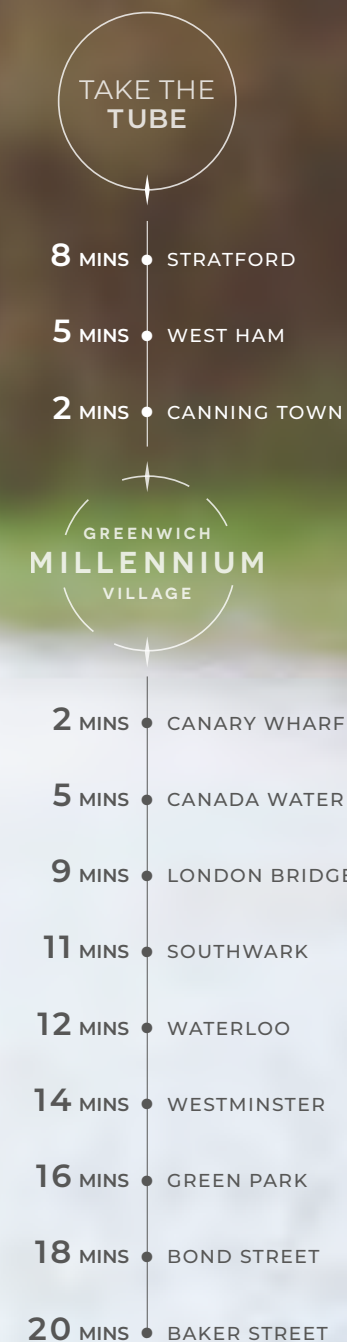 TAKE THE
TUBE
8 MINS STRATFORD
5 MINS WEST HAM
2 MINS CANNING TOWN
GREENWICH
MILLENNIUM
VILLAGE
2 MINS CANARY WHARF
5 MINS CANADA WATER
9 MINS LONDON BRIDGE
11 MINS SOUTHWARK
12 MINS WATERLOO
14 MINS WESTMINSTER
16 MINS GREEN PARK
18 MINS BOND STREET
20 MINS BAKER STREET